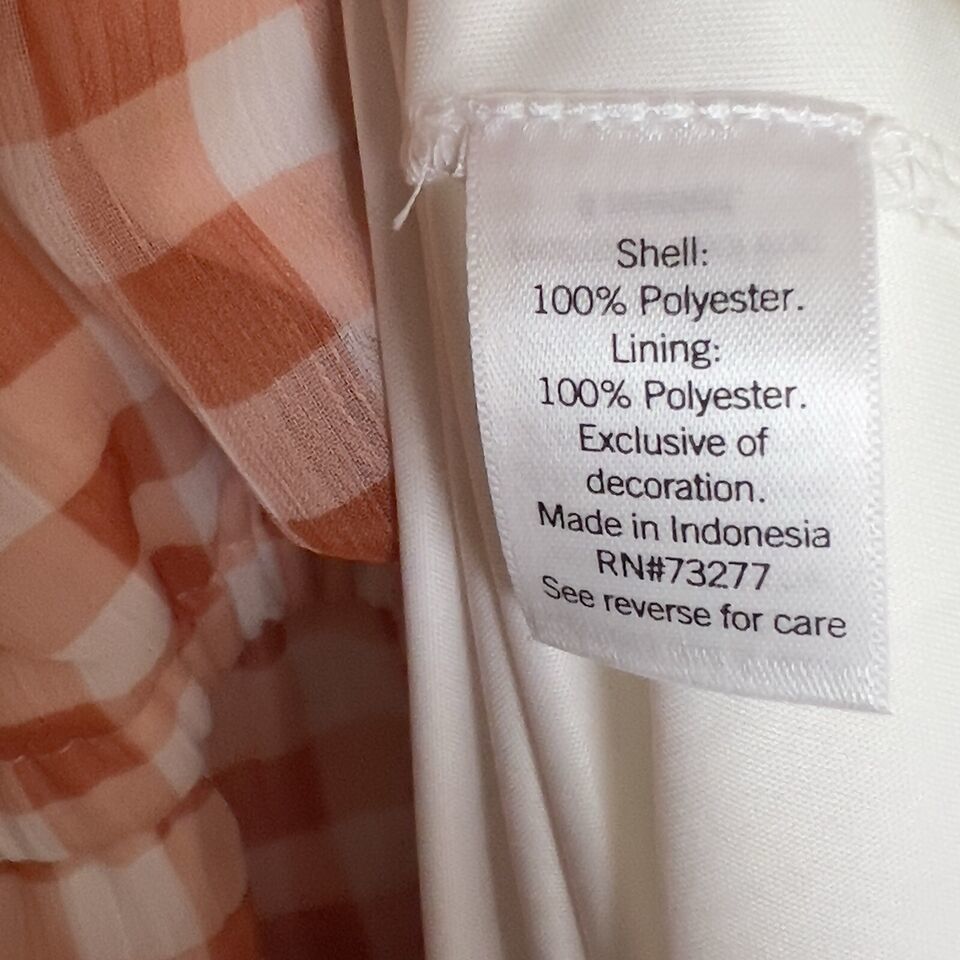 Shell:
100% Polyester.
Lining:
100% Polyester.
Exclusive of
decoration.
Made in Indonesia
RN#73277
See reverse for care